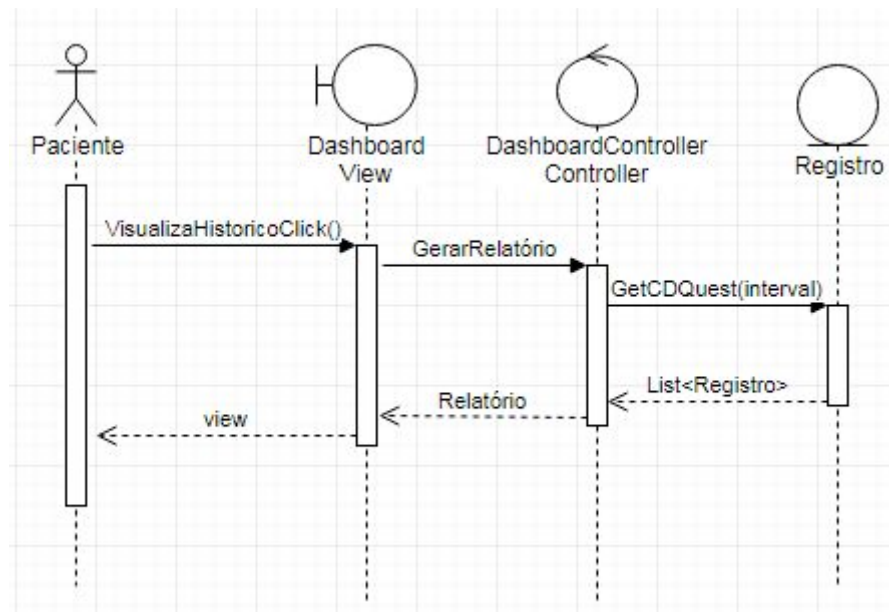 Paciente
Dashboard
View
DashboardController
Controller
Registro
VisualizaHistoricoClick()
GerarRelatório
GetCDQuest(interval)
List<Registro>
Relatório
view